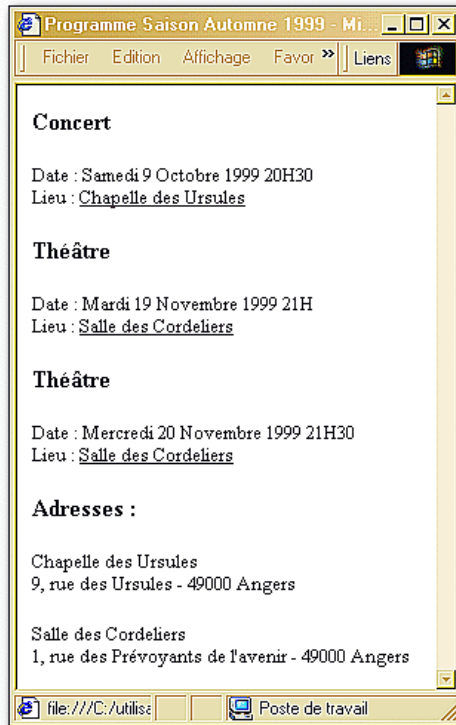 Programme Saison Automne 1999 - Mi...
Fichier Edition Affichage Favor » Liens
Concert
Date : Samedi 9 Octobre 1999 20H30
Lieu : Chapelle des Ursules
Théâtre
Date : Mardi 19 Novembre 1999 21H
Lieu : Salle des Cordeliers
Théâtre
Date : Mercredi 20 Novembre 1999 21H30
Lieu : Salle des Cordeliers
Adresses :
Chapelle des Ursules
9, rue des Ursules - 49000 Angers
Salle des Cordeliers
1, rue des Prévoyants de l'avenir - 49000 Angers
file:///C:/utilisa Poste de travail